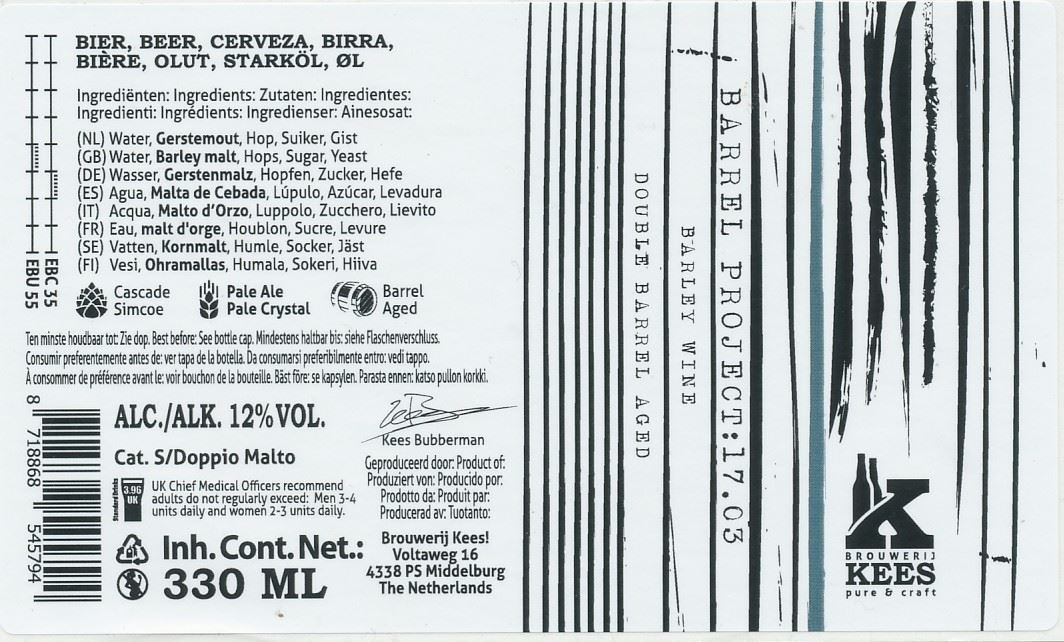 BIER, BEER, CERVEZA, BIRRA,
BIÈRE, OLUT, STARKÖL, ØL
Ingrediënten: Ingredients: Zutaten: Ingredientes:
Ingredienti: Ingrédients: Ingredienser: Ainesosat:
(NL) Water, Gerstemout, Hop, Suiker, Gist
(GB) Water, Barley malt, Hops, Sugar, Yeast
(DE) Wasser, Gerstenmalz, Hopfen, Zucker, Hefe
(ES) Agua, Malta de Cebada, Lúpulo, Azúcar, Levadura
(IT) Acqua, Malto d'Orzo, Luppolo, Zucchero, Lievito
(FR) Eau, malt d'orge, Houblon, Sucre, Levure
(SE) Vatten, Kornmalt, Humle, Socker, Jäst
(FI) Vesi, Ohramallas, Humala, Sokeri, Hiiva
EBC 35
EBU 55
Cascade
Simcoe
Pale Ale
Pale Crystal
Barrel
Aged
Ten minste houdbaar tot: Zie dop. Best before: See bottle cap. Mindestens haltbar bis: siehe Flaschenverschluss.
Consumir preferentemente antes de: ver tapa de la botella. Da consumarsi preferibilmente entro: vedi tappo.
À consommer de préférence avant le: voir bouchon de la bouteille. Bäst före: se kapsylen. Parasta ennen: katso pullon korkki.
8 718868 545794
ALC./ALK. 12% VOL.
Cat. S/Doppio Malto
Standard Drinks
3.96
UK
UK Chief Medical Officers recommend
adults do not regularly exceed: Men 3-4
units daily and women 2-3 units daily.
Inh. Cont. Net.:
330 ML
Kees Bubberman
Geproduceerd door: Product of:
Produziert von: Producido por:
Prodotto da: Produit par:
Producerad av: Tuotanto:
Brouwerij Kees!
Voltaweg 16
4338 PS Middelburg
The Netherlands
BARREL PROJECT:17.03
BARLEY WINE
DOUBLE BARREL AGED
K
BROUWERIJ
KEES
pure & craft